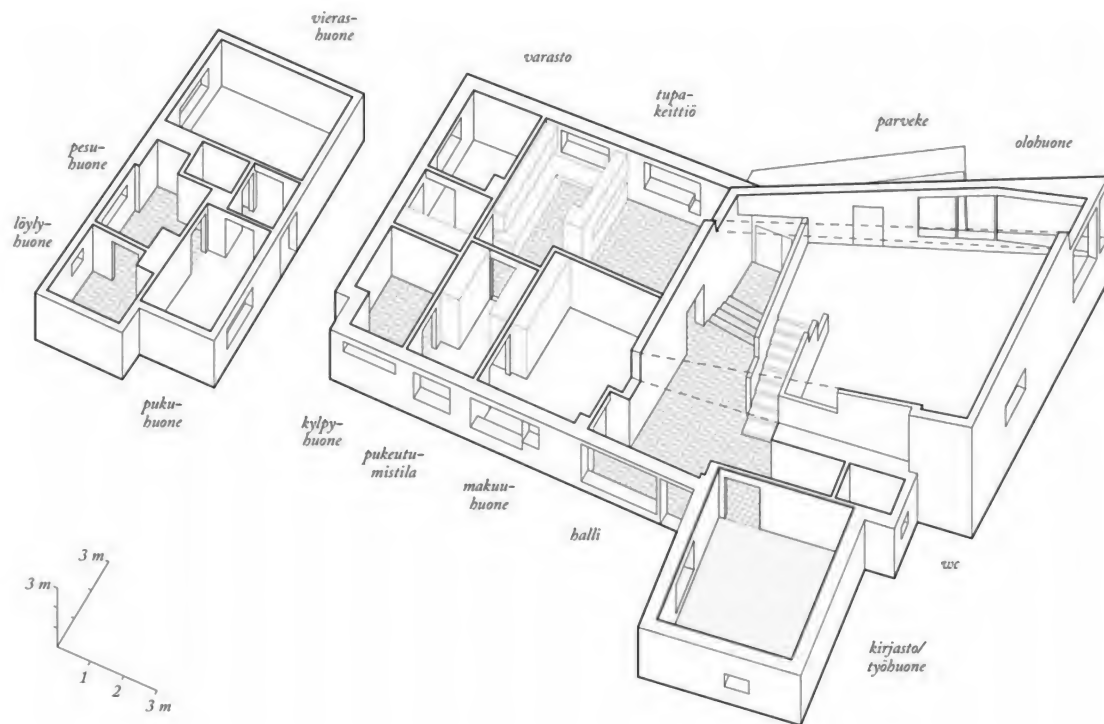 vieras-
huone
varasto
tupa-
keittiö
parveke
olohuone
pesu-
huone
löyly-
huone
puku-
huone
kylpy-
huone
pukeutu-
mistila
makuu-
huone
halli
wc
kirjasto/
työhuone
3 m
3 m
1
2
3 m